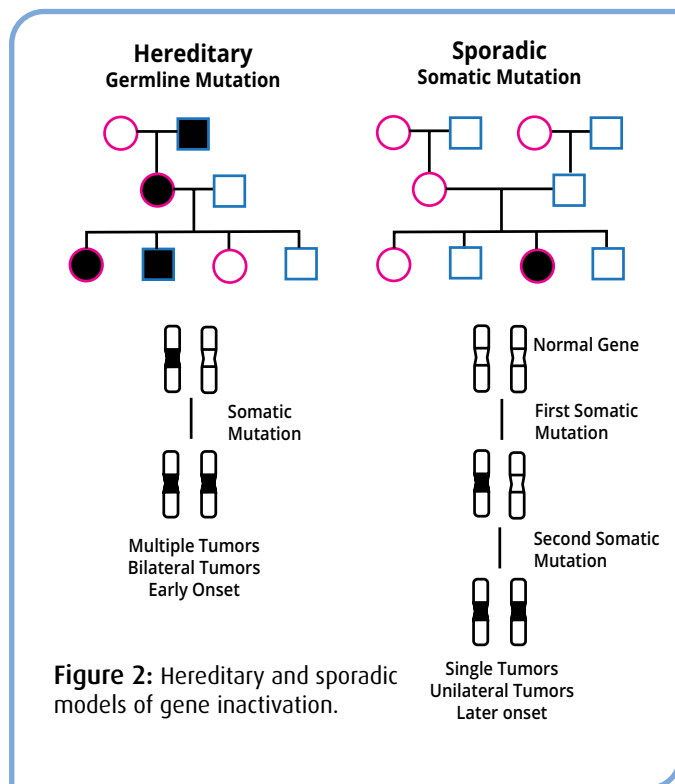 Hereditary
Germline Mutation
Somatic
Mutation
Multiple Tumors
Bilateral Tumors
Early Onset
Sporadic
Somatic Mutation
Normal Gene
First Somatic
Mutation
Second Somatic
Mutation
Single Tumors
Unilateral Tumors
Later onset
Figure 2: Hereditary and sporadic
models of gene inactivation.